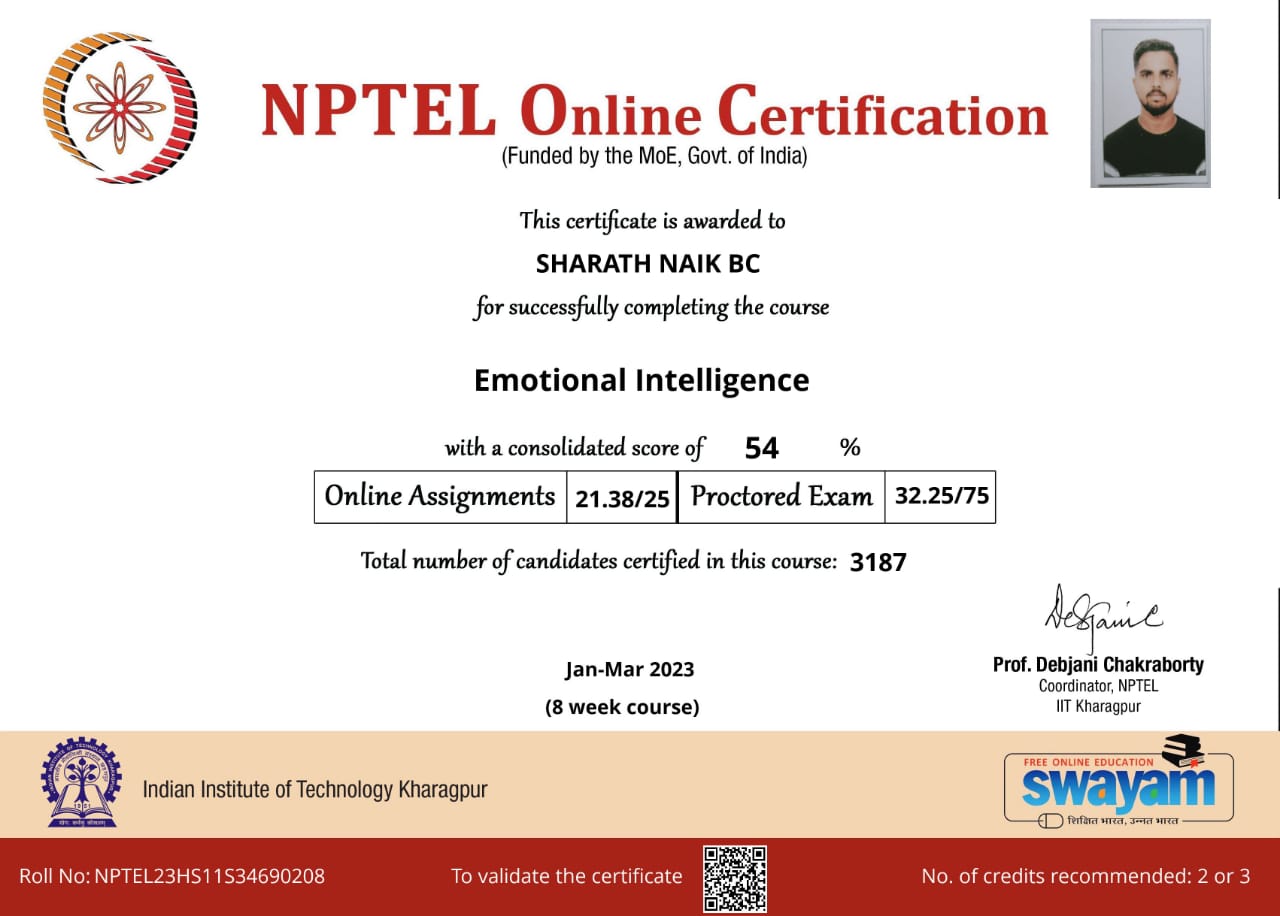 NPTEL Online Certification
(Funded by the MoE, Govt. of India)
This certificate is awarded to
SHARATH NAIK BC
for successfully completing the course
Emotional Intelligence
with a consolidated score of 54 %
Online Assignments 21.38/25 Proctored Exam 32.25/75
Total number of candidates certified in this course: 3187
Jan-Mar 2023
(8 week course)
Prof. Debjani Chakraborty
Coordinator, NPTEL
IIT Kharagpur
Indian Institute of Technology Kharagpur
FREE ONLINE EDUCATION
swayam
शिक्षित भारत, उन्नत भारत
Roll No: NPTEL23HS11S34690208
To validate the certificate
No. of credits recommended: 2 or 3